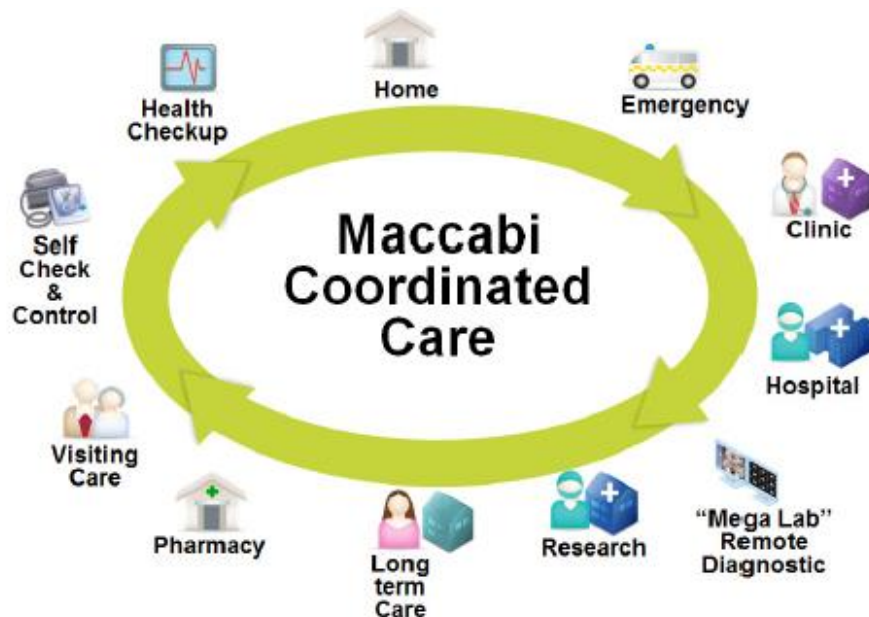 Home
Emergency
Health
Checkup
Clinic
Self
Check
&
Control
Maccabi
Coordinated
Care
Hospital
Visiting
Care
Pharmacy
Long
term
Care
Research
“Mega Lab”
Remote
Diagnostic